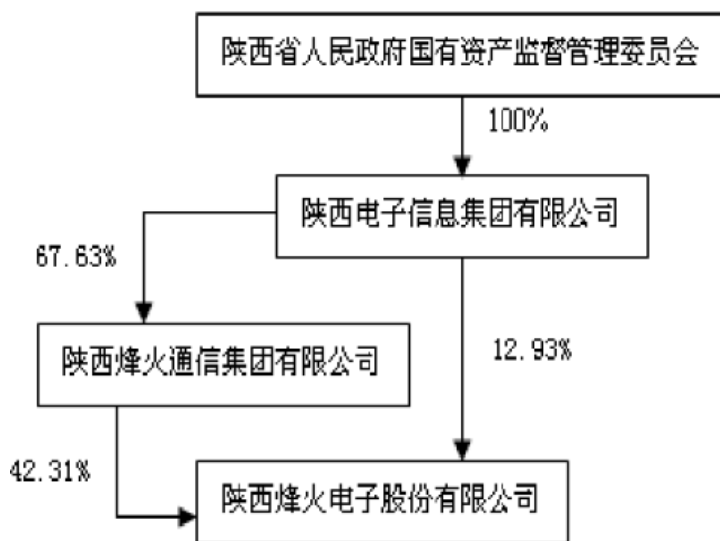 陕西省人民政府国有资产监督管理委员会
100%
陕西电子信息集团有限公司
67.63%
12.93%
陕西烽火通信集团有限公司
42.31%
陕西烽火电子股份有限公司